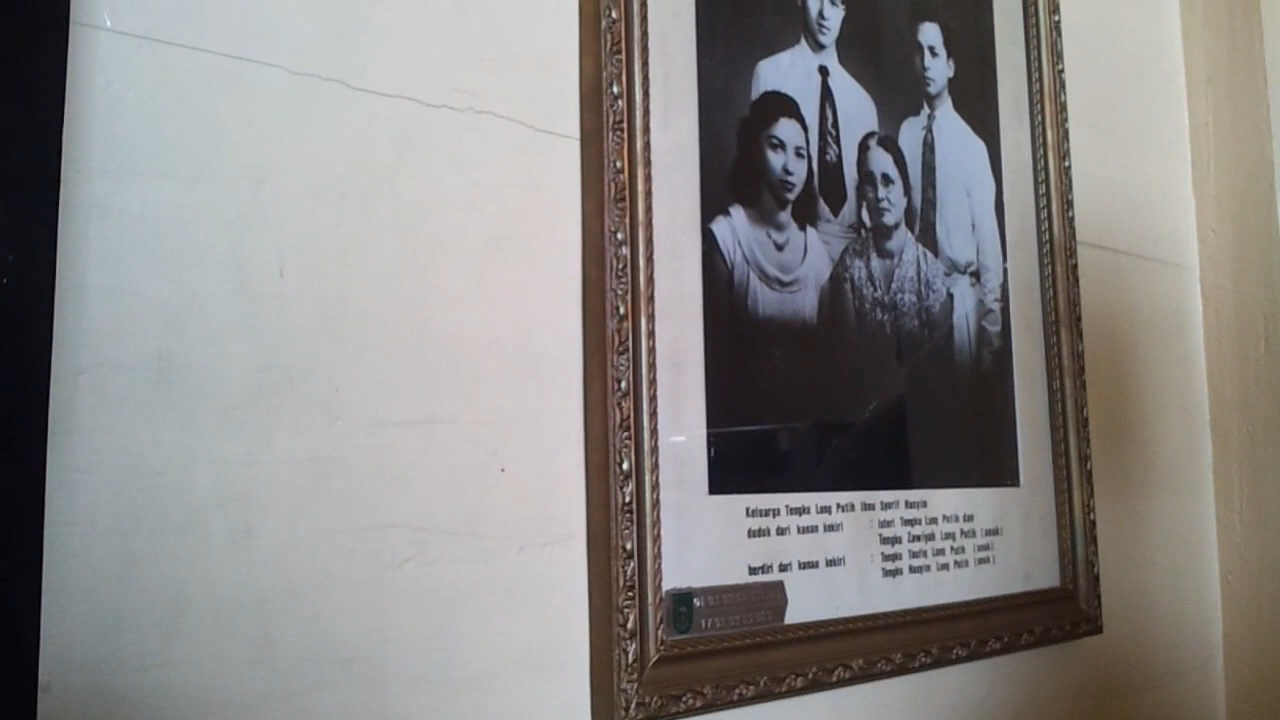 Keluarga Tengku Long Putih Ibnu Syarif Hasyim
duduk dari kanan kekiri : Isteri Tengku Long Putih dan
Tengku Zawiyah Long Putih (anak)
berdiri dari kanan kekiri : Tengku Taufiq Long Putih (anak)
Tengku Hasyim Long Putih (anak)